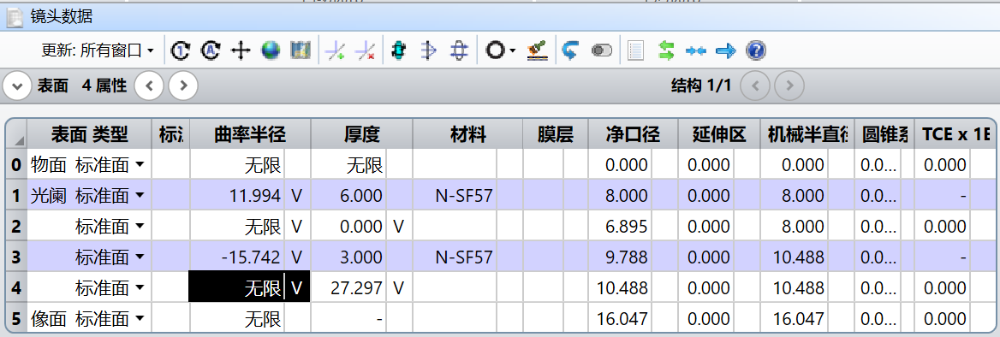 镜头数据
更新: 所有窗口
表面 4 属性 结构 1/1
表面 类型 标注 曲率半径 厚度 材料 膜层 净口径 延伸区 机械半直径 圆锥系 TCE x 1E
0 物面 标准面 无限 无限 0.000 0.000 0.000 0.0... 0.000
1 光阑 标准面 11.994 V 6.000 N-SF57 8.000 0.000 8.000 0.0... -
2 标准面 无限 V 0.000 V 6.895 0.000 8.000 0.0... 0.000
3 标准面 -15.742 V 3.000 N-SF57 9.788 0.000 10.488 0.0... -
4 标准面 无限 V 27.297 V 10.488 0.000 10.488 0.0... 0.000
5 像面 标准面 无限 - 16.047 0.000 16.047 0.0... 0.000